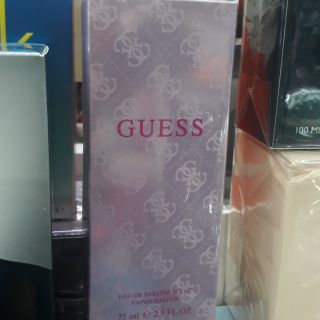 GUESS
EAU DE PARFUM SPRAY
VAPORISATEUR
75 ml ℮ 2.5 FL. OZ
100 M
k